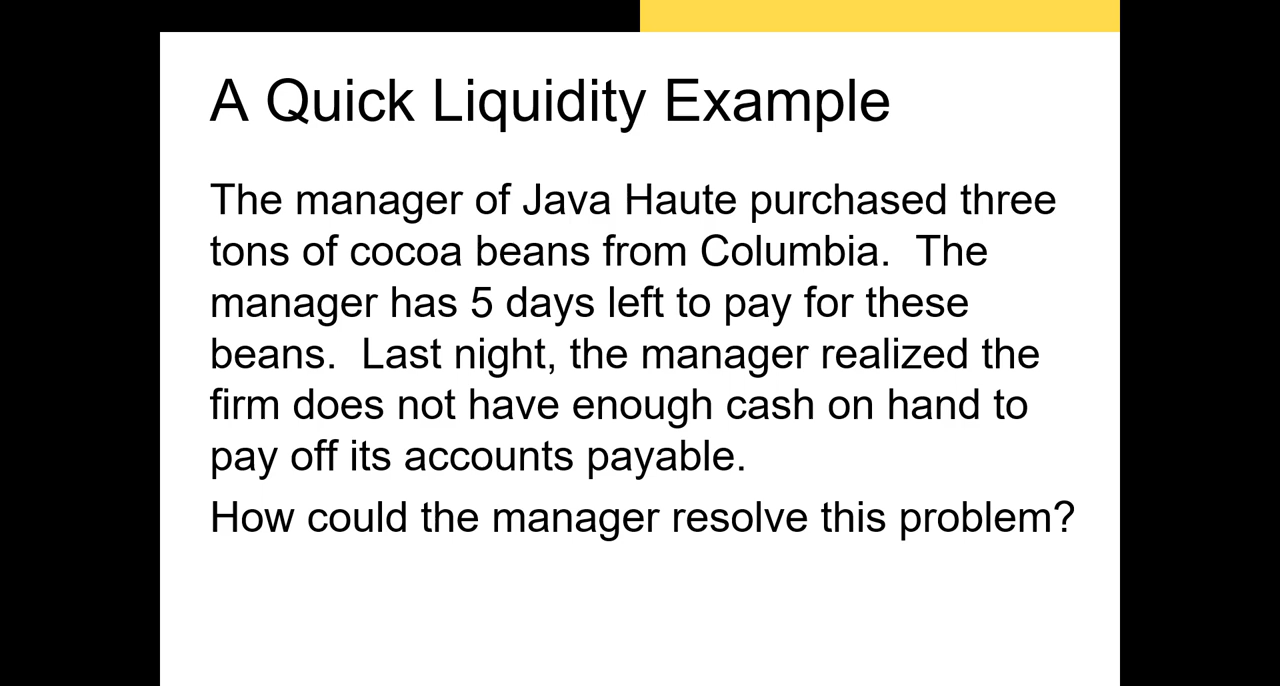 A Quick Liquidity Example
The manager of Java Haute purchased three
tons of cocoa beans from Columbia.  The
manager has 5 days left to pay for these
beans.  Last night, the manager realized the
firm does not have enough cash on hand to
pay off its accounts payable.
How could the manager resolve this problem?